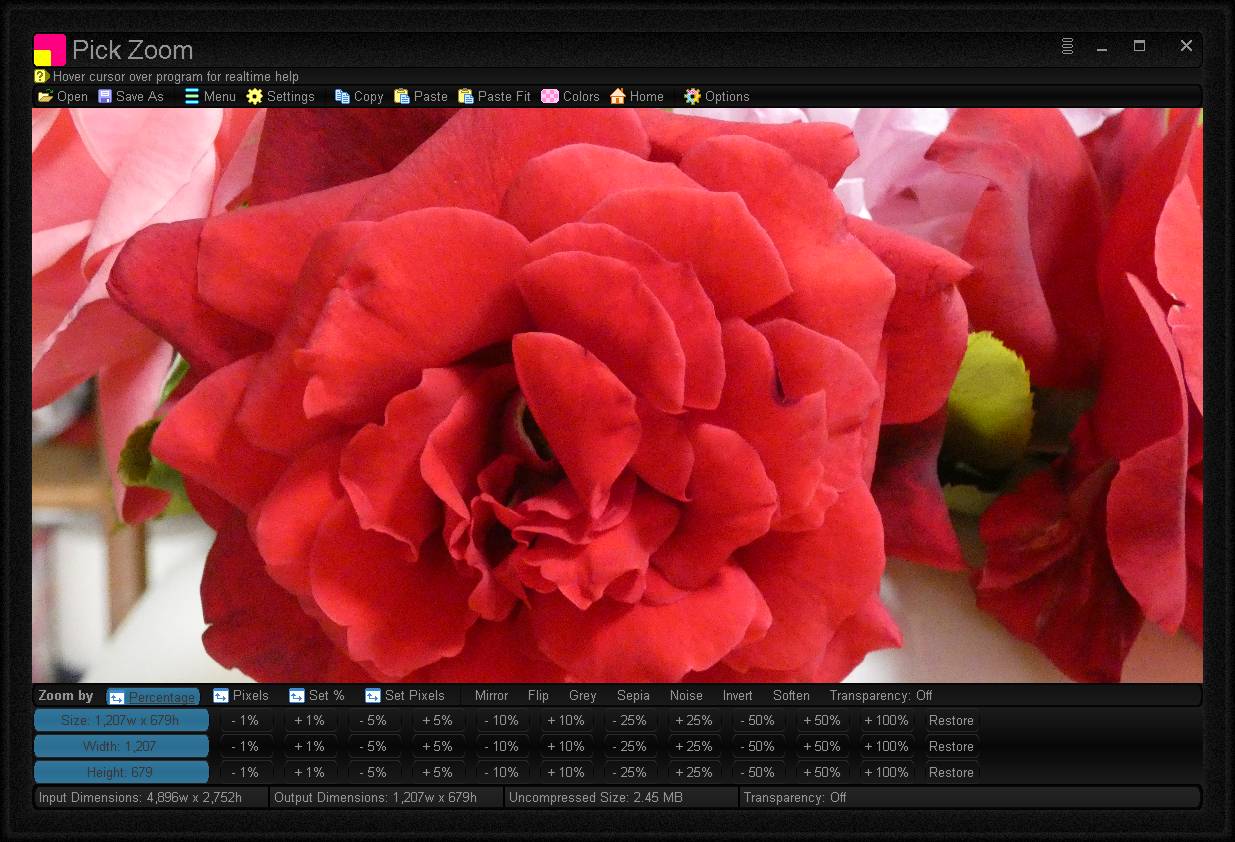 Pick Zoom
? Hover cursor over program for realtime help
Open Save As Menu Settings Copy Paste Paste Fit Colors Home Options
Zoom by Percentage Pixels Set % Set Pixels Mirror Flip Grey Sepia Noise Invert Soften Transparency: Off
Size: 1,207w x 679h - 1% + 1% - 5% + 5% - 10% + 10% - 25% + 25% - 50% + 50% + 100% Restore
Width: 1,207 - 1% + 1% - 5% + 5% - 10% + 10% - 25% + 25% - 50% + 50% + 100% Restore
Height: 679 - 1% + 1% - 5% + 5% - 10% + 10% - 25% + 25% - 50% + 50% + 100% Restore
Input Dimensions: 4,896w x 2,752h Output Dimensions: 1,207w x 679h Uncompressed Size: 2.45 MB Transparency: Off